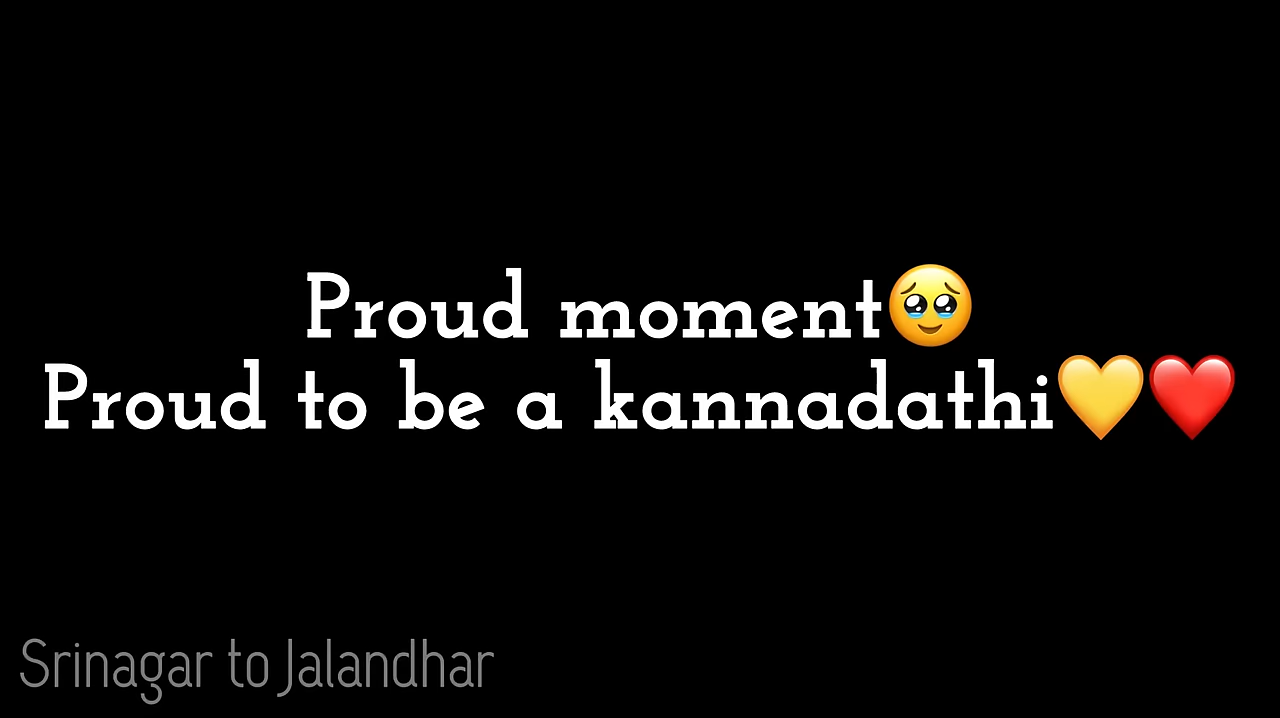 Proud moment🥹
Proud to be a kannadathi💛❤️
Srinagar to Jalandhar